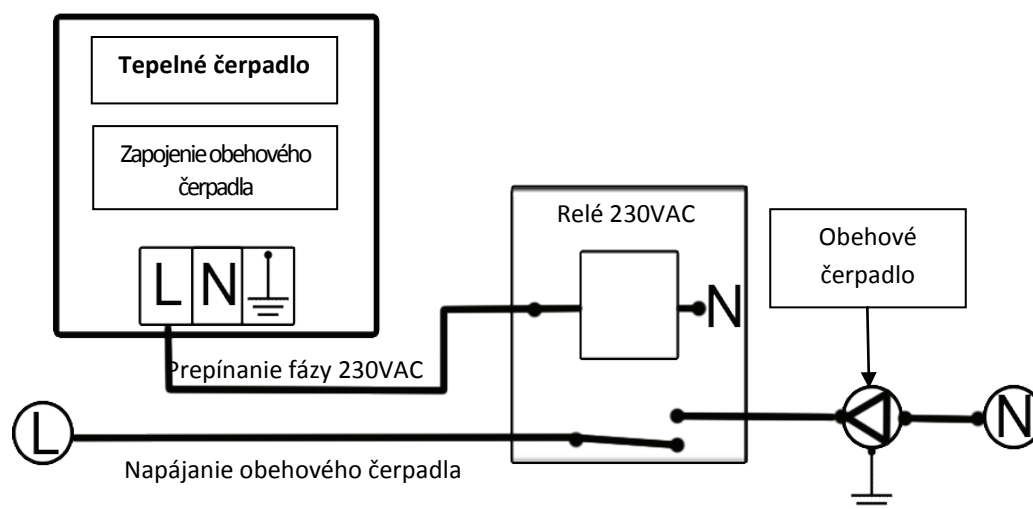 Tepelné čerpadlo
Zapojenie obehového
čerpadla
L N
Relé 230VAC
N
Obehové
čerpadlo
Prepínanie fázy 230VAC
L
N
Napájanie obehového čerpadla